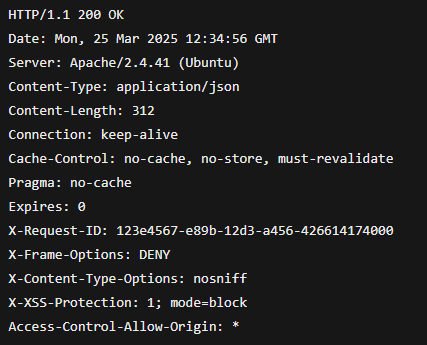 HTTP/1.1 200 OK
Date: Mon, 25 Mar 2025 12:34:56 GMT
Server: Apache/2.4.41 (Ubuntu)
Content-Type: application/json
Content-Length: 312
Connection: keep-alive
Cache-Control: no-cache, no-store, must-revalidate
Pragma: no-cache
Expires: 0
X-Request-ID: 123e4567-e89b-12d3-a456-426614174000
X-Frame-Options: DENY
X-Content-Type-Options: nosniff
X-XSS-Protection: 1; mode=block
Access-Control-Allow-Origin: *